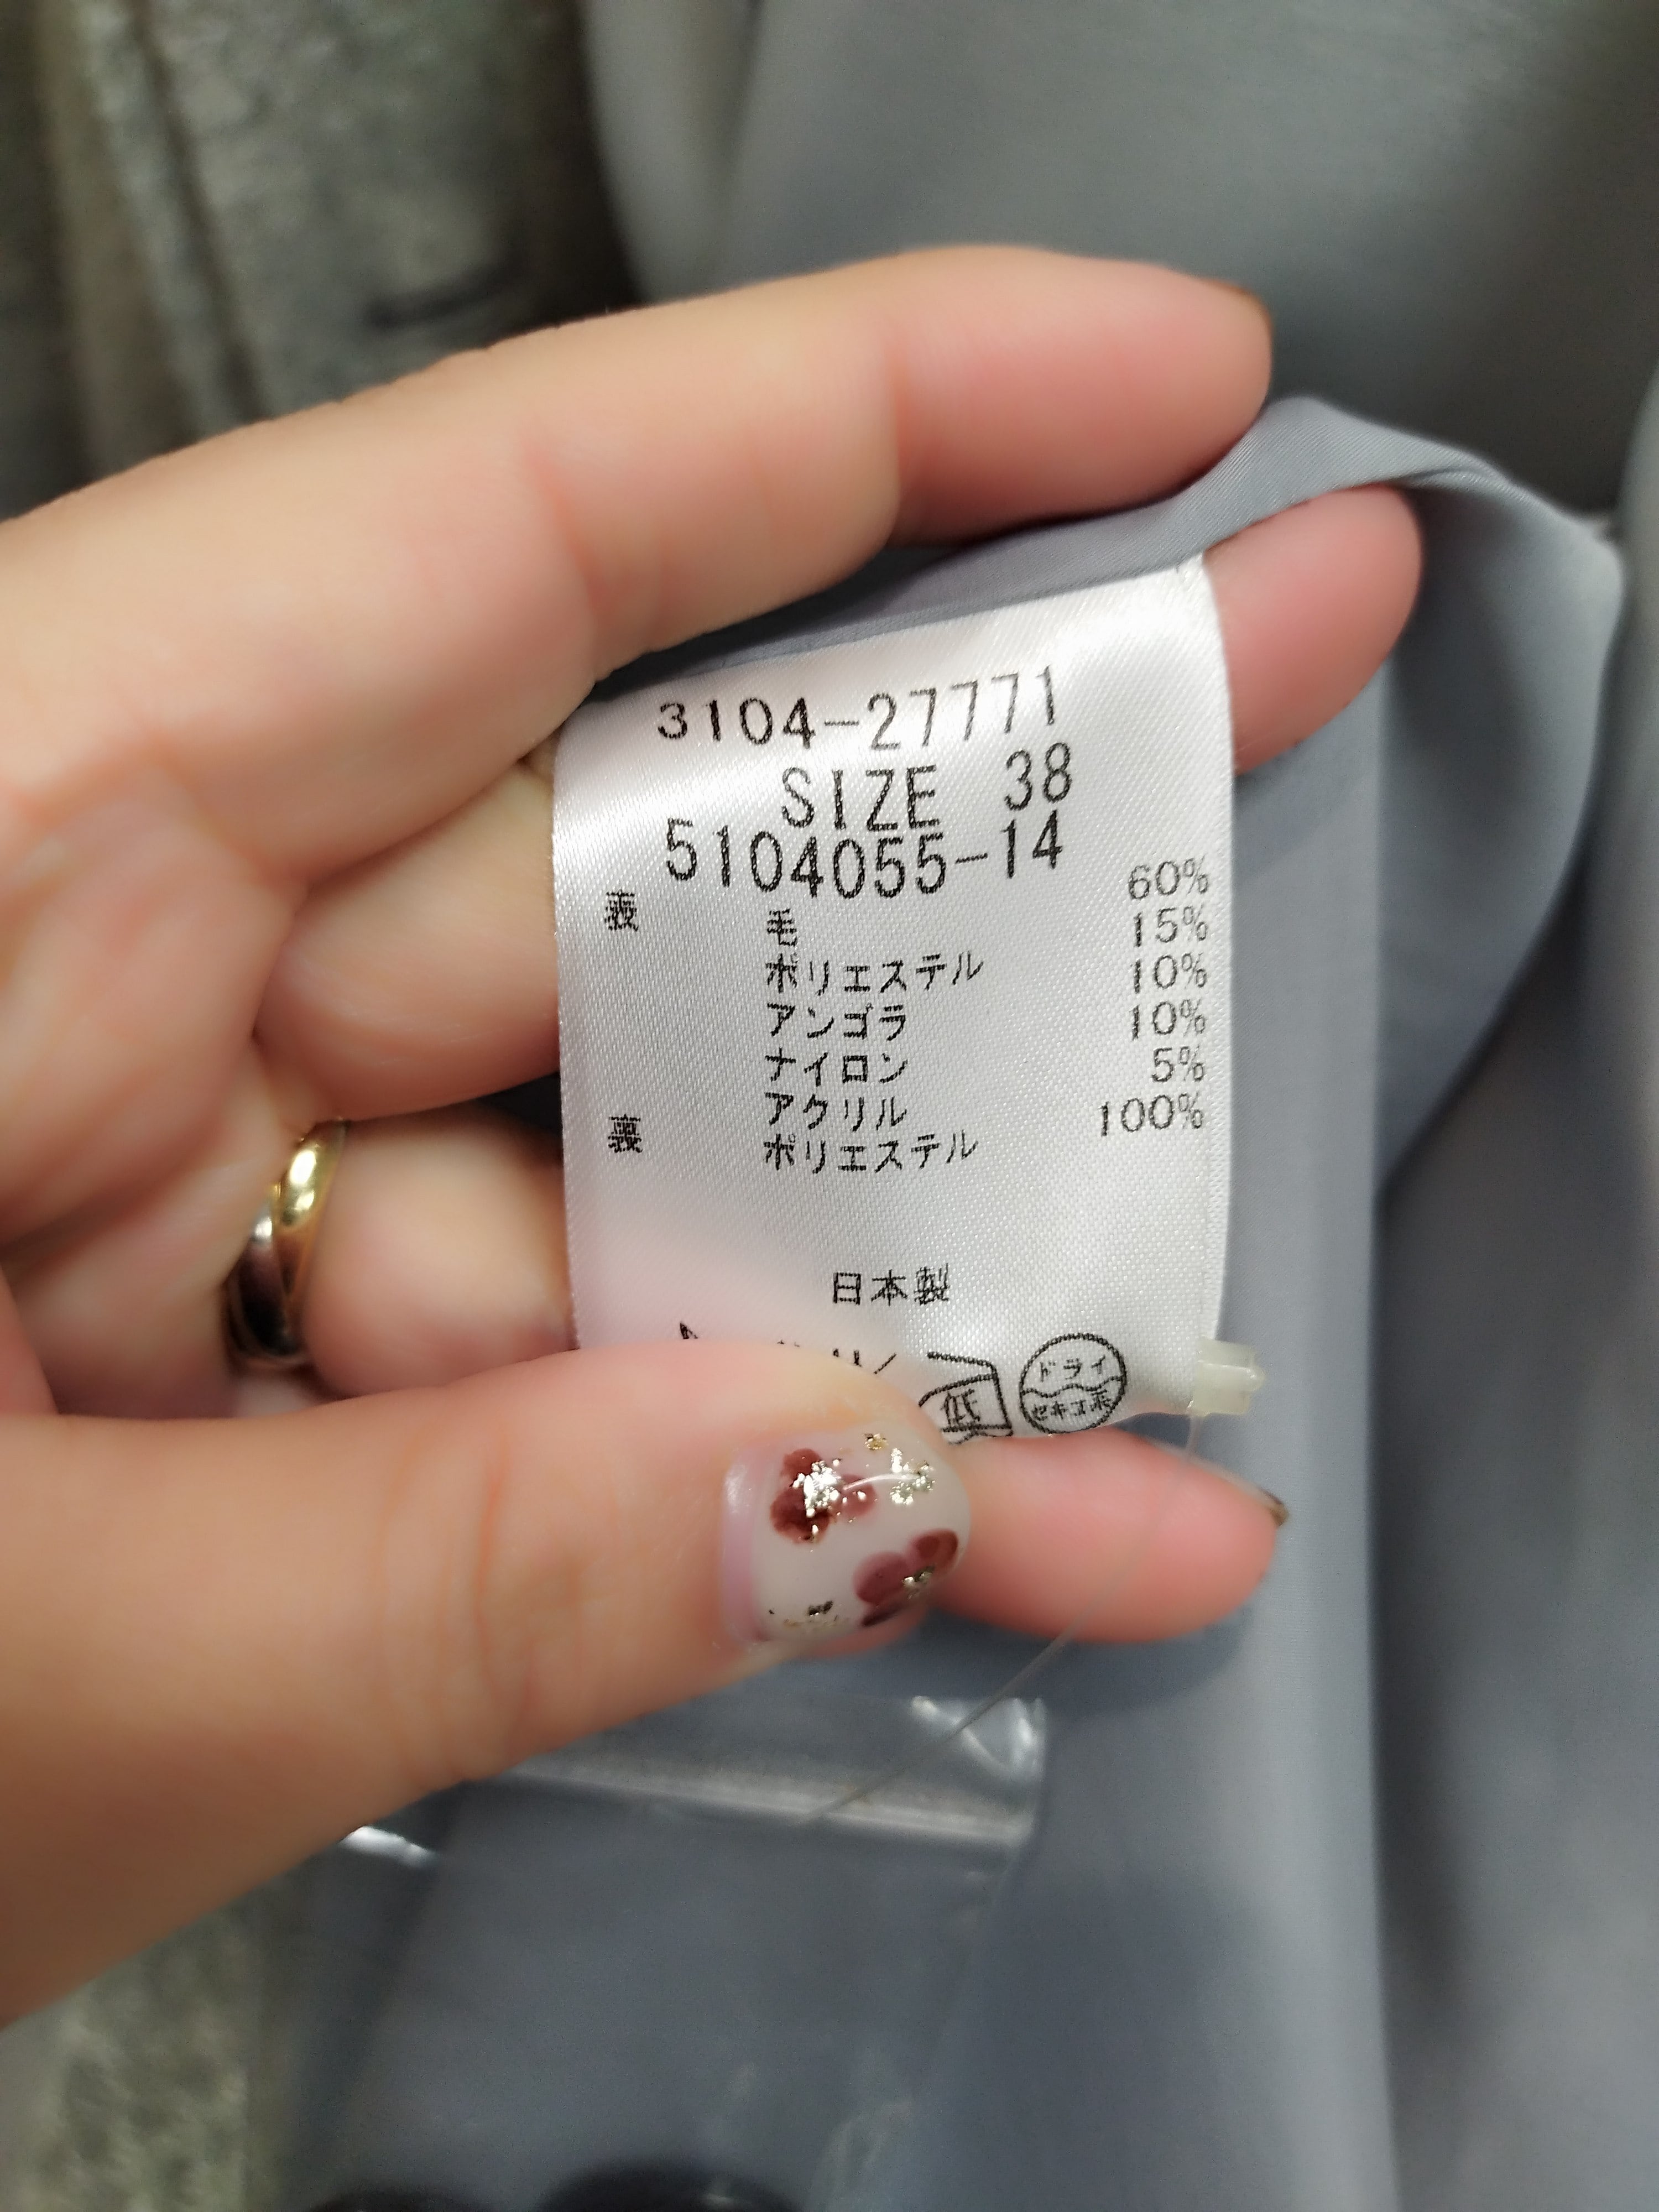 3104-27771
SIZE 38
5104055-14
表 毛 60%
ポリエステル 15%
アンゴラ 10%
ナイロン 10%
アクリル 5%
裏 ポリエステル 100%
日本製
低
ドライ
セキユ系